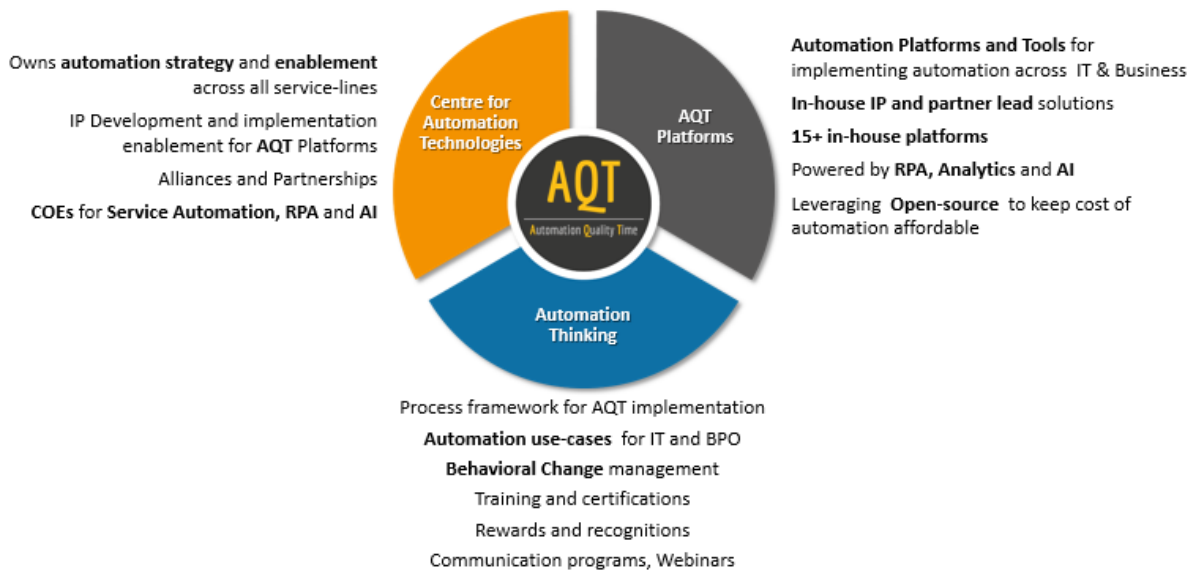 Owns automation strategy and enablement
across all service-lines
IP Development and implementation
enablement for AQT Platforms
Alliances and Partnerships
COEs for Service Automation, RPA and AI
Centre for
Automation
Technologies
AQT
Platforms
AQT
Automation Quality Time
Automation
Thinking
Automation Platforms and Tools for
implementing automation across IT & Business
In-house IP and partner lead solutions
15+ in-house platforms
Powered by RPA, Analytics and AI
Leveraging Open-source to keep cost of
automation affordable
Process framework for AQT implementation
Automation use-cases for IT and BPO
Behavioral Change management
Training and certifications
Rewards and recognitions
Communication programs, Webinars